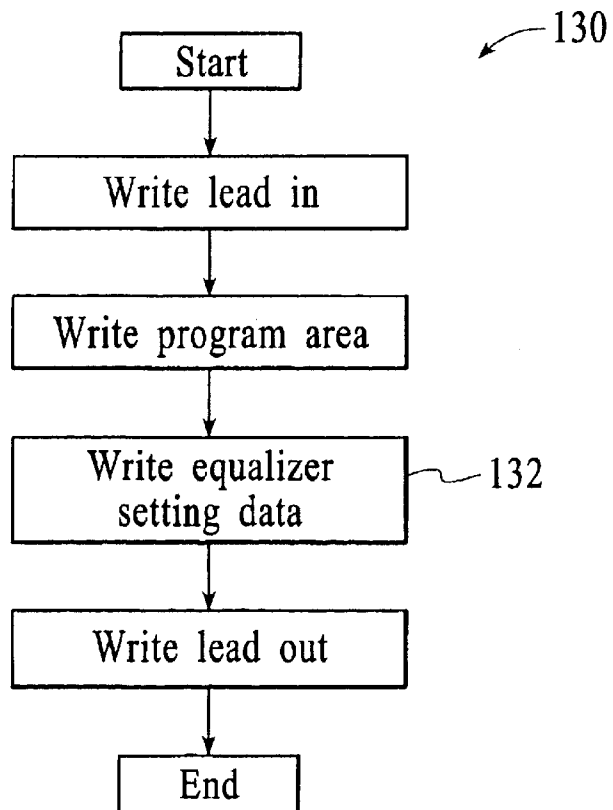 130
Start
Write lead in
Write program area
Write equalizer
setting data
132
Write lead out
End